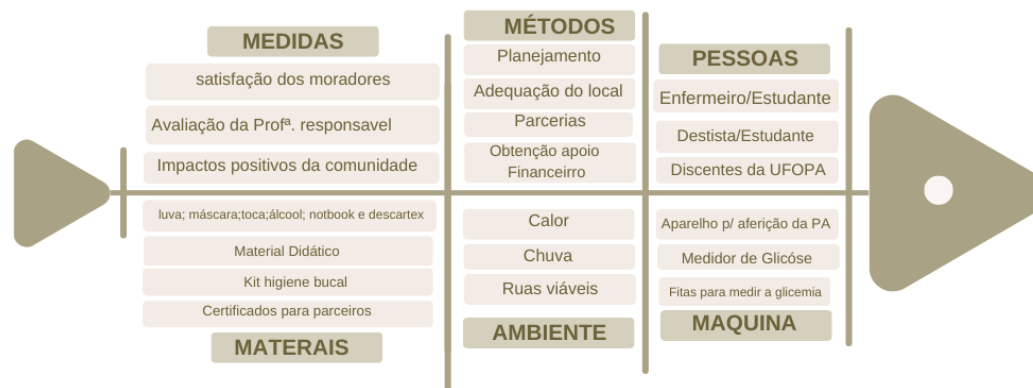 MEDIDAS
satisfação dos moradores
Avaliação da Profª. responsavel
Impactos positivos da comunidade
MÉTODOS
Planejamento
Adequação do local
Parcerias
Obtenção apoio
Financeirro
PESSOAS
Enfermeiro/Estudante
Destista/Estudante
Discentes da UFOPA
luva; máscara;toca;álcool; notbook e descartex
Material Didático
Kit higiene bucal
Certificados para parceiros
MATERAIS
Calor
Chuva
Ruas viáveis
AMBIENTE
Aparelho p/ aferição da PA
Medidor de Glicóse
Fitas para medir a glicemia
MAQUINA